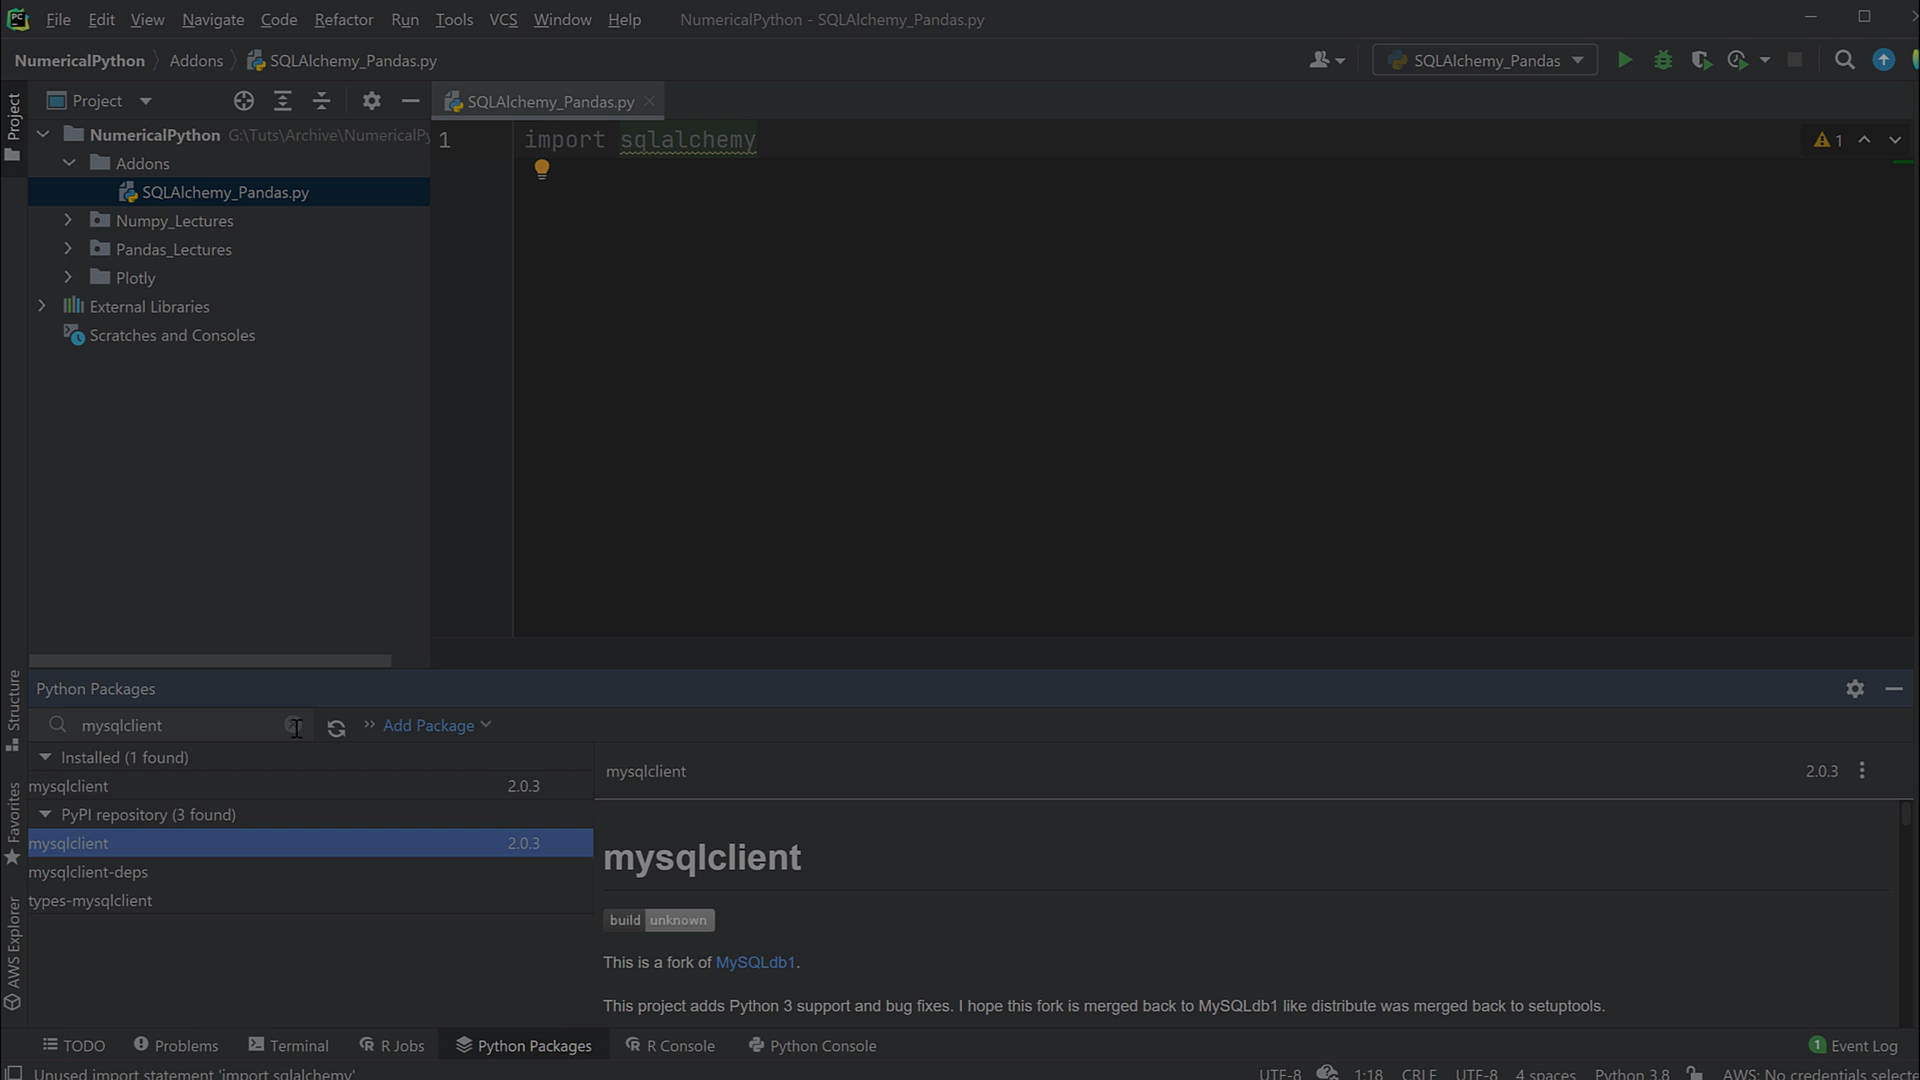 File Edit View Navigate Code Refactor Run Tools VCS Window Help NumericalPython - SQLAlchemy_Pandas.py
NumericalPython Addons SQLAlchemy_Pandas.py SQLAlchemy_Pandas
Project
Project
SQLAlchemy_Pandas.py
NumericalPython G:\Tuts\Archive\NumericalPy
Addons
SQLAlchemy_Pandas.py
Numpy_Lectures
Pandas_Lectures
Plotly
External Libraries
Scratches and Consoles
1 import sqlalchemy
1
Structure
Favorites
AWS Explorer
Python Packages
mysqlclient
Add Package
Installed (1 found)
mysqlclient 2.0.3
PyPI repository (3 found)
mysqlclient 2.0.3
mysqlclient-deps
types-mysqlclient
mysqlclient 2.0.3
mysqlclient
build unknown
This is a fork of MySQLdb1.
This project adds Python 3 support and bug fixes. I hope this fork is merged back to MySQLdb1 like distribute was merged back to setuptools.
TODO Problems Terminal R Jobs Python Packages R Console Python Console 1 Event Log
Unused import statement 'import sqlalchemy' UTF-8 1:18 CRLF UTF-8 4 spaces Python 3.8 AWS: No credentials selecte